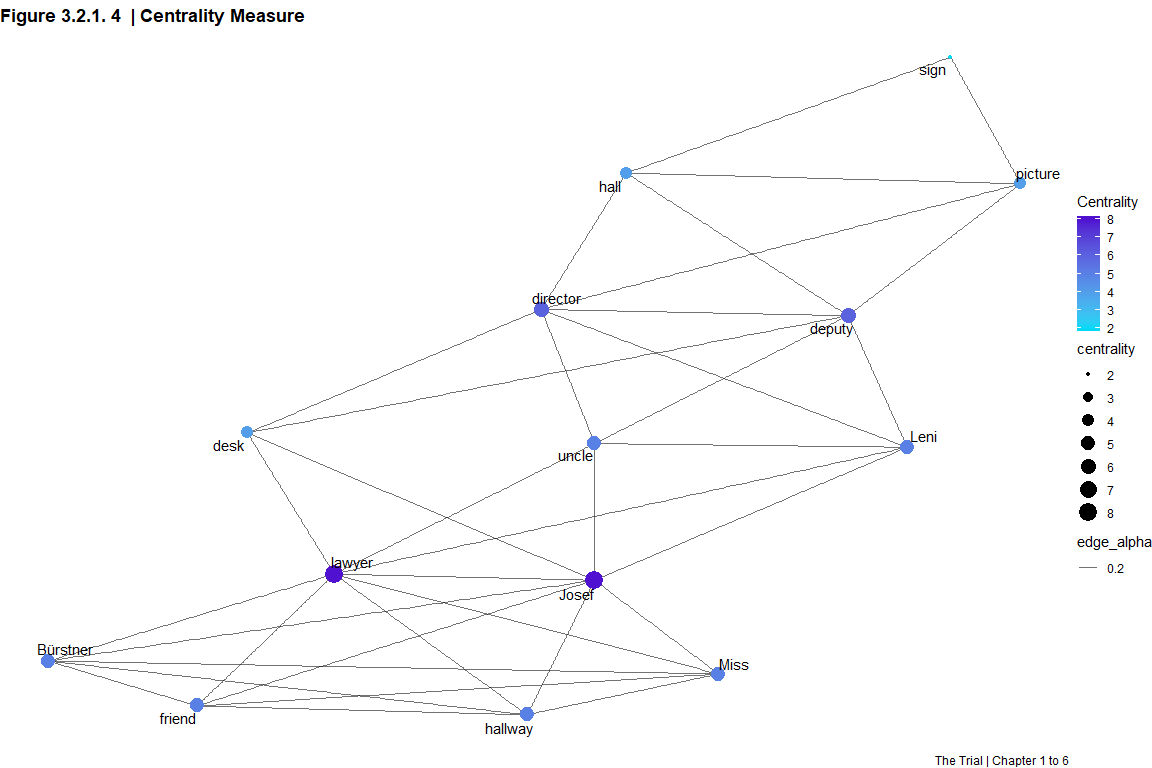 Figure 3.2.1. 4 | Centrality Measure
sign
picture
hall
director
deputy
desk
uncle
Leni
lawyer
Josef
Bürstner
Miss
friend
hallway
Centrality
8
7
6
5
4
3
2
centrality
2
3
4
5
6
7
8
edge_alpha
0.2
The Trial | Chapter 1 to 6